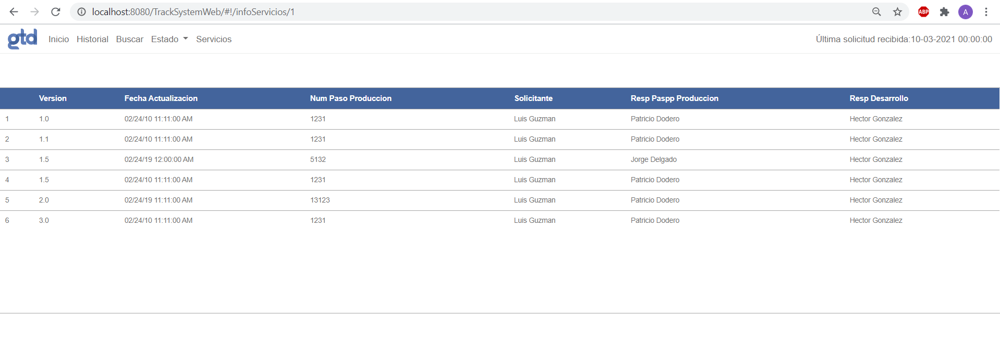 localhost:8080/TrackSystemWeb/#!/infoServicios/1
ABP
A
gtd Inicio Historial Buscar Estado Servicios Última solicitud recibida:10-03-2021 00:00:00
Version Fecha Actualizacion Num Paso Produccion Solicitante Resp Paspp Produccion Resp Desarrollo
1 1.0 02/24/10 11:11:00 AM 1231 Luis Guzman Patricio Dodero Hector Gonzalez
2 1.1 02/24/10 11:11:00 AM 1231 Luis Guzman Patricio Dodero Hector Gonzalez
3 1.5 02/24/19 12:00:00 AM 5132 Luis Guzman Jorge Delgado Hector Gonzalez
4 1.5 02/24/10 11:11:00 AM 1231 Luis Guzman Patricio Dodero Hector Gonzalez
5 2.0 02/24/19 11:11:00 AM 13123 Luis Guzman Patricio Dodero Hector Gonzalez
6 3.0 02/24/10 11:11:00 AM 1231 Luis Guzman Patricio Dodero Hector Gonzalez